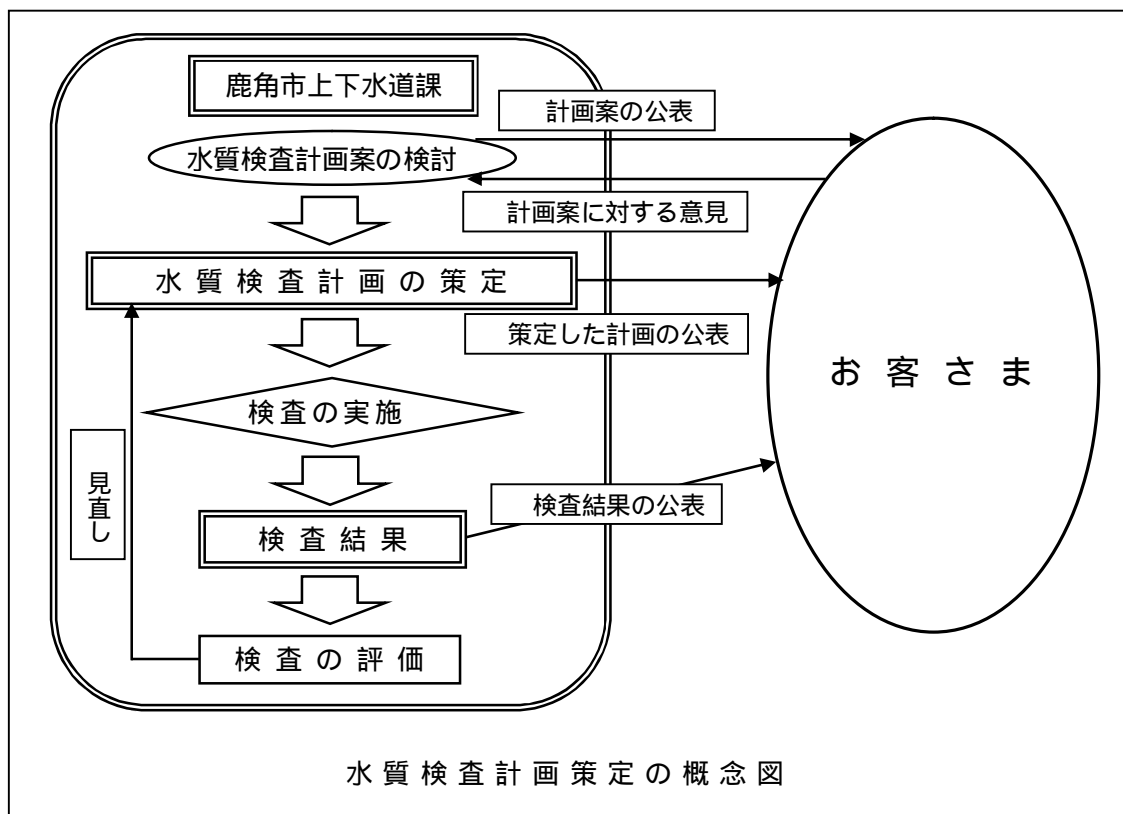 鹿角市上下水道課
計画案の公表
水質検査計画案の検討
計画案に対する意見
水質検査計画の策定
策定した計画の公表
お客さま
検査の実施
見直し
検査結果の公表
検査結果
検査の評価
水質検査計画策定の概念図